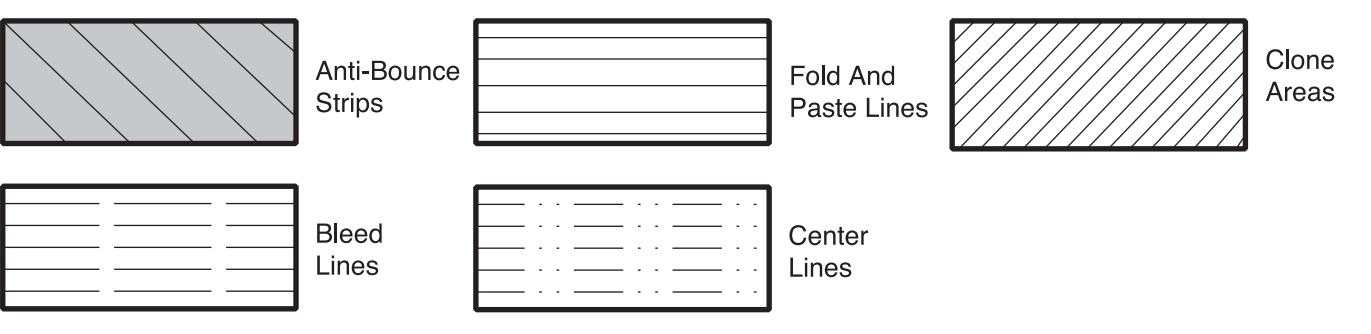 Anti-Bounce
Strips
Fold And
Paste Lines
Clone
Areas
Bleed
Lines
Center
Lines